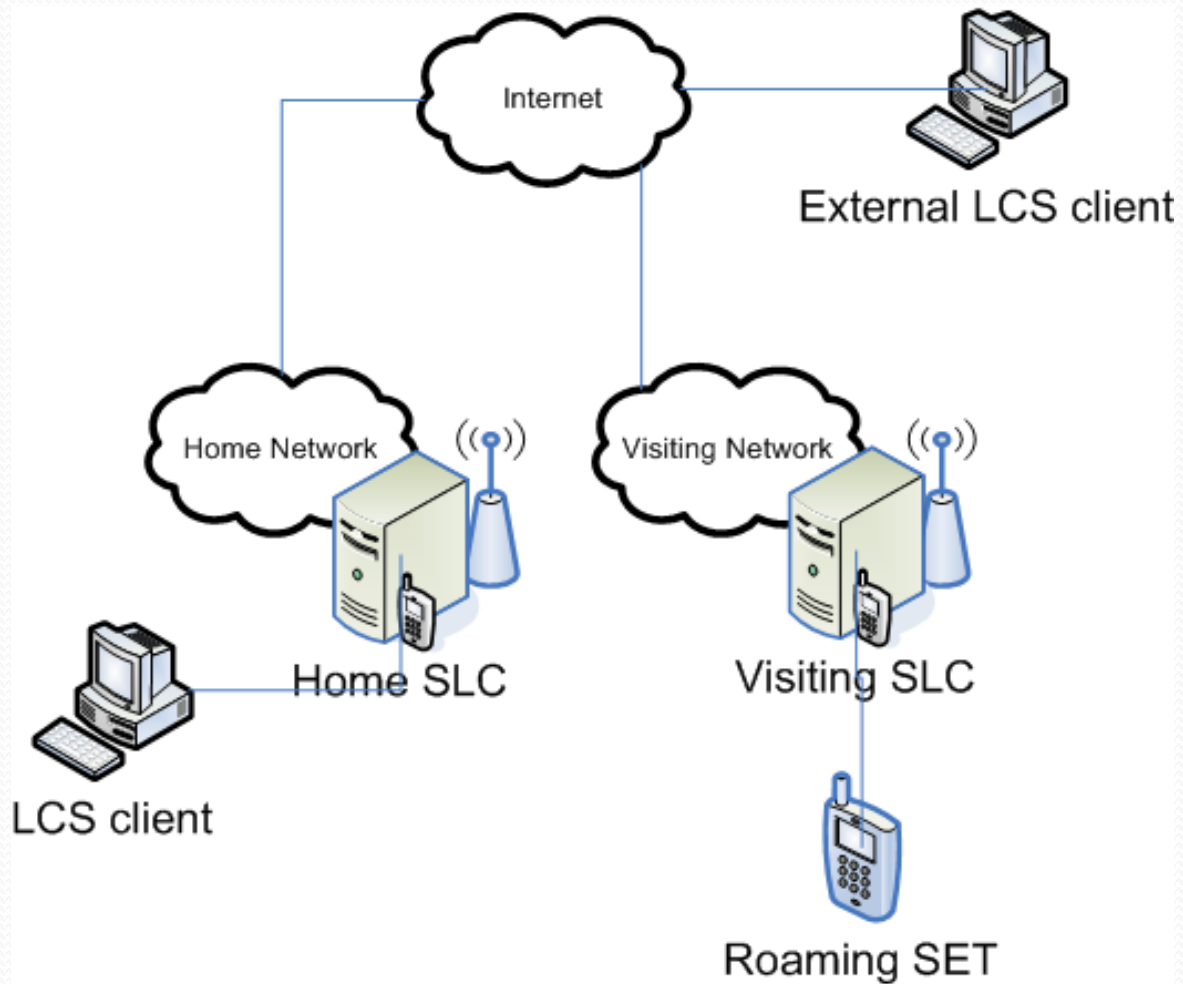 Internet
External LCS client
Home Network
Visiting Network
Home SLC
Visiting SLC
LCS client
Roaming SET